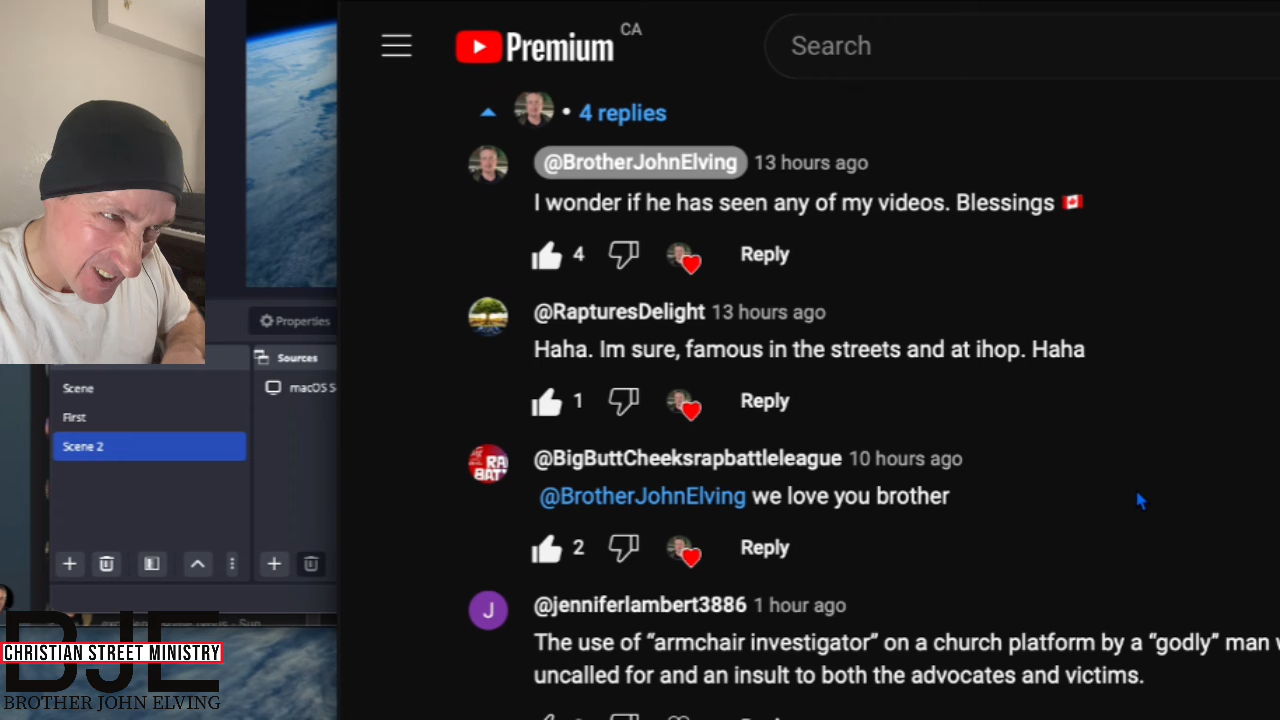 CA
Premium
Search
4 replies
@BrotherJohnElving 13 hours ago
I wonder if he has seen any of my videos. Blessings 🇨🇦
4 Reply
@RapturesDelight 13 hours ago
Haha. Im sure, famous in the streets and at ihop. Haha
1 Reply
@BigButtCheeksrapbattleleague 10 hours ago
@BrotherJohnElving we love you brother
2 Reply
J @jenniferlambert3886 1 hour ago
The use of “armchair investigator” on a church platform by a “godly” man
uncalled for and an insult to both the advocates and victims.
Properties
Sources
macOS S
Scene
First
Scene 2
BJE
CHRISTIAN STREET MINISTRY
BROTHER JOHN ELVING